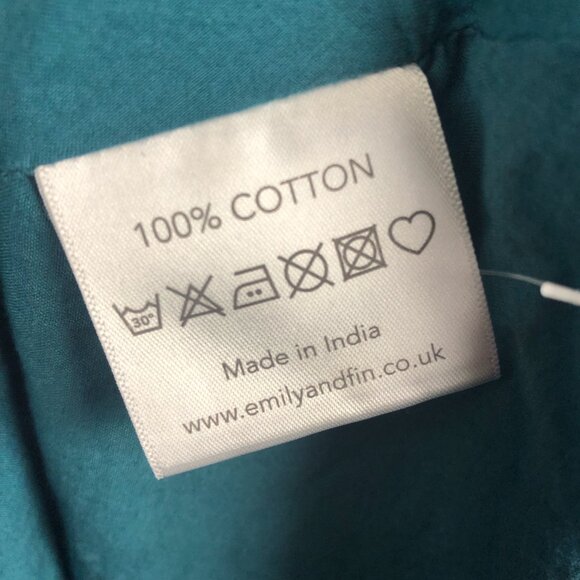 100% COTTON
30°
Made in India
www.emilyandfin.co.uk